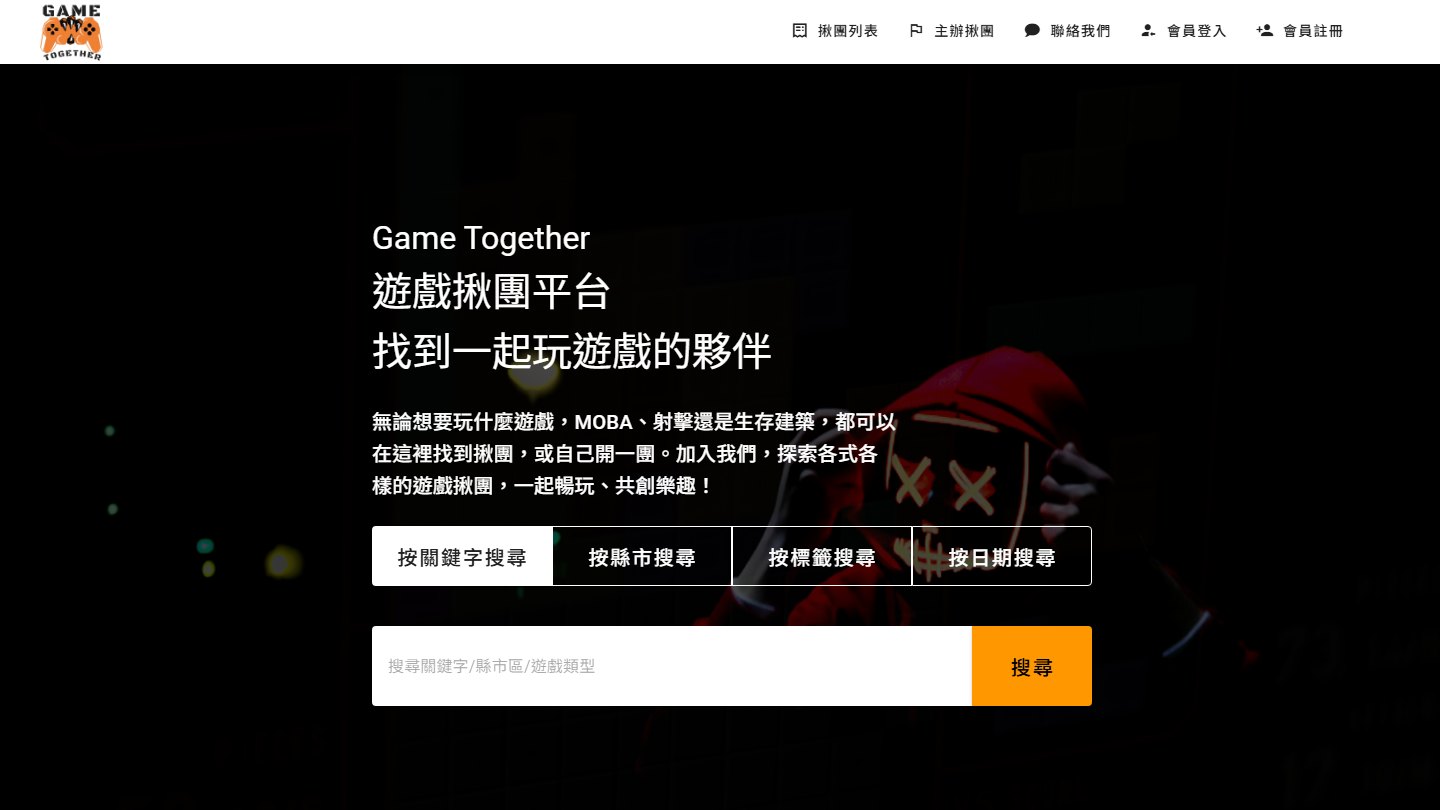 GAME
TOGETHER
揪團列表
主辦揪團
聯絡我們
會員登入
會員註冊
Game Together
遊戲揪團平台
找到一起玩遊戲的夥伴
無論想要玩什麼遊戲，MOBA、射擊還是生存建築，都可以
在這裡找到揪團，或自己開一團。加入我們，探索各式各
樣的遊戲揪團，一起暢玩、共創樂趣！
按關鍵字搜尋
按縣市搜尋
按標籤搜尋
按日期搜尋
搜尋關鍵字/縣市區/遊戲類型
搜尋